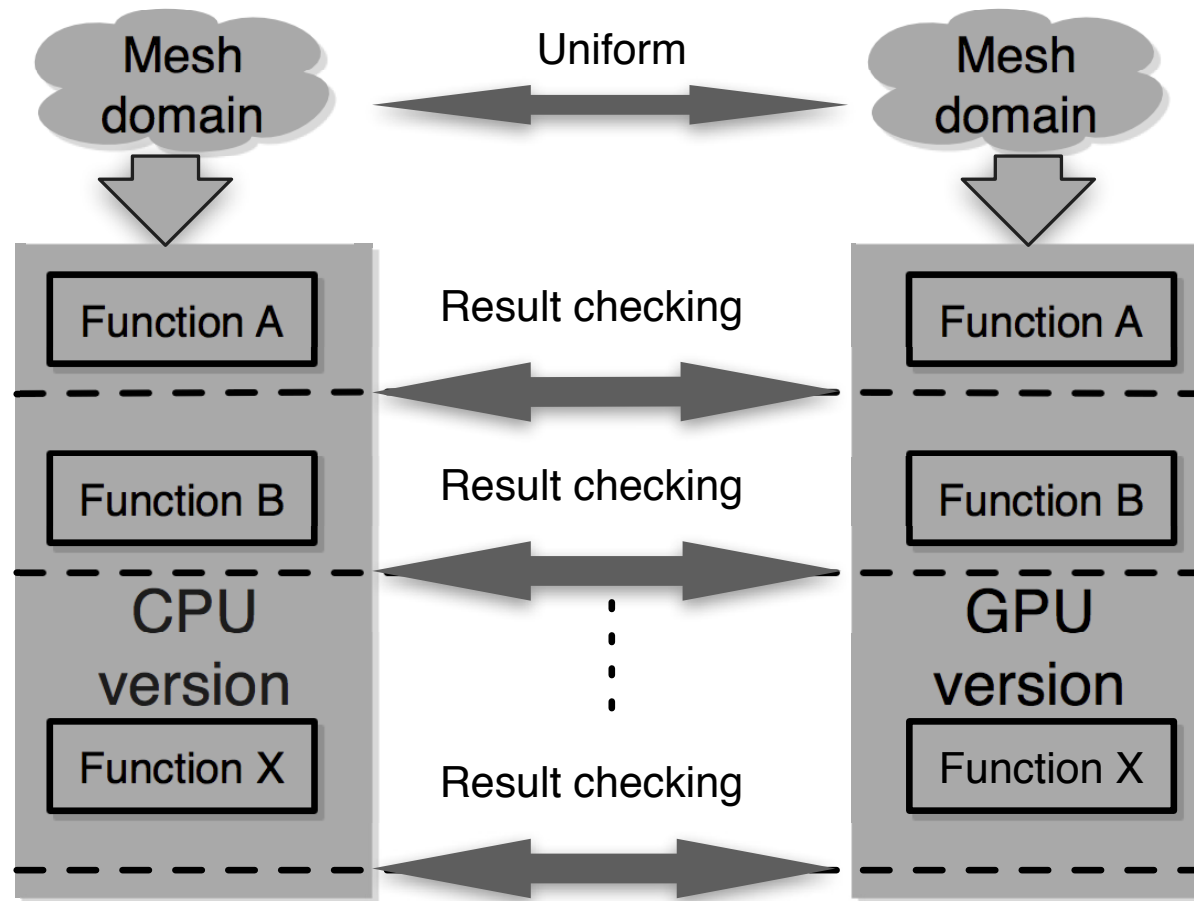 Mesh
domain
Uniform
Mesh
domain
Function A
Result checking
Function A
Function B
Result checking
Function B
CPU
version
GPU
version
Function X
Result checking
Function X